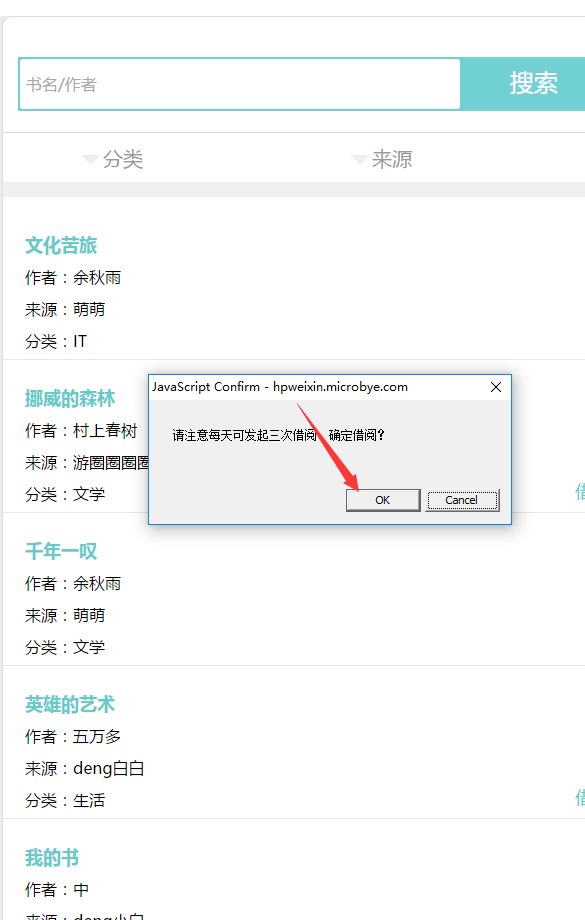 书名/作者
搜索
分类
来源
文化苦旅
作者：余秋雨
来源：萌萌
分类：IT
挪威的森林
作者：村上春树
来源：游圈圈圈圈
分类：文学
JavaScript Confirm - hpweixin.microbye.com
请注意每天可发起三次借阅，确定借阅？
OK
Cancel
千年一叹
作者：余秋雨
来源：萌萌
分类：文学
英雄的艺术
作者：五万多
来源：deng白白
分类：生活
我的书
作者：中
来源：deng小白